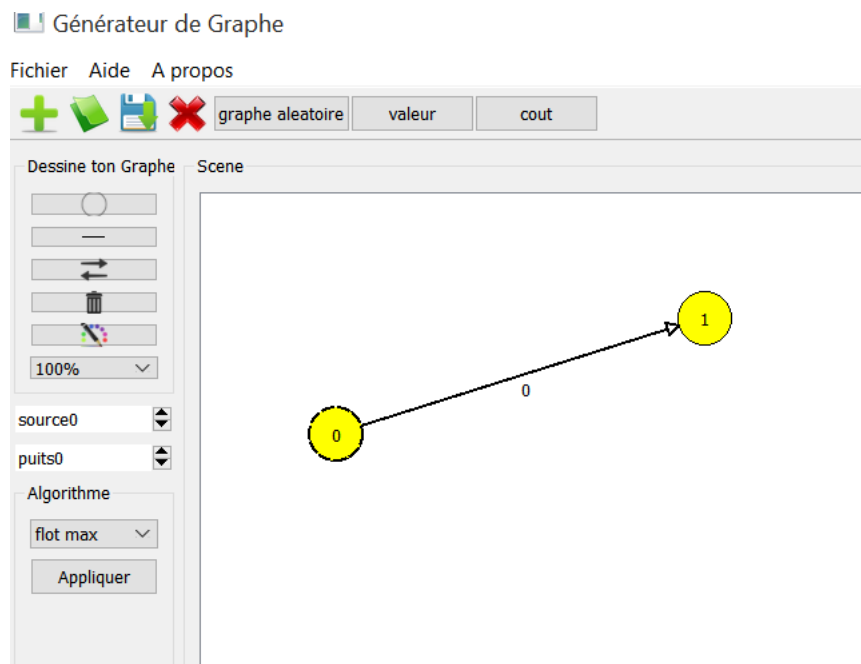 Générateur de Graphe
Fichier Aide A propos
graphe aleatoire valeur cout
Dessine ton Graphe Scene
100%
source0
puits0
Algorithme
flot max
Appliquer
1
0
0